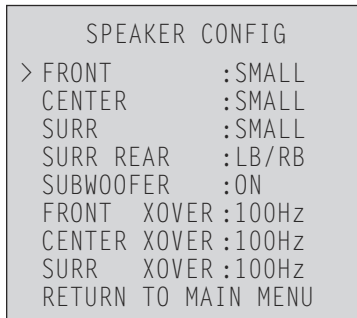 SPEAKER CONFIG
> FRONT :SMALL
CENTER :SMALL
SURR :SMALL
SURR REAR :LB/RB
SUBWOOFER :ON
FRONT XOVER :100Hz
CENTER XOVER :100Hz
SURR XOVER :100Hz
RETURN TO MAIN MENU